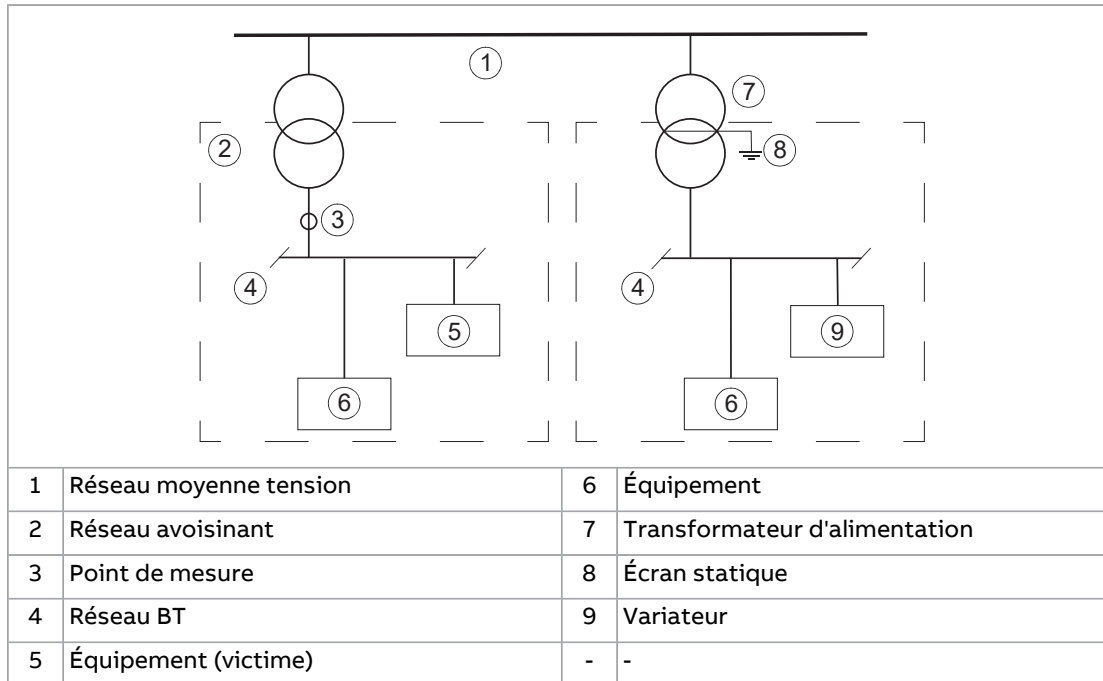 1
7
2
8
3
4
4
5
9
6
6
1 Réseau moyenne tension 6 Équipement
2 Réseau avoisinant 7 Transformateur d'alimentation
3 Point de mesure 8 Écran statique
4 Réseau BT 9 Variateur
5 Équipement (victime) - -